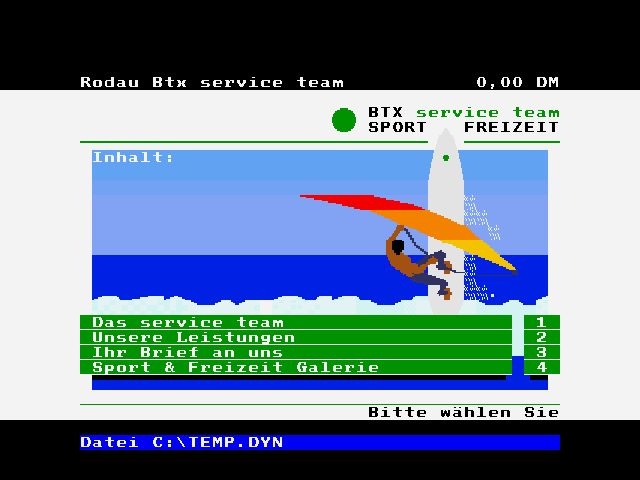 Rodau Btx service team 0,00 DM
BTX service team
SPORT FREIZEIT
Inhalt:
Das service team 1
Unsere Leistungen 2
Ihr Brief an uns 3
Sport & Freizeit Galerie 4
Bitte wählen Sie
Datei C:\TEMP.DYN